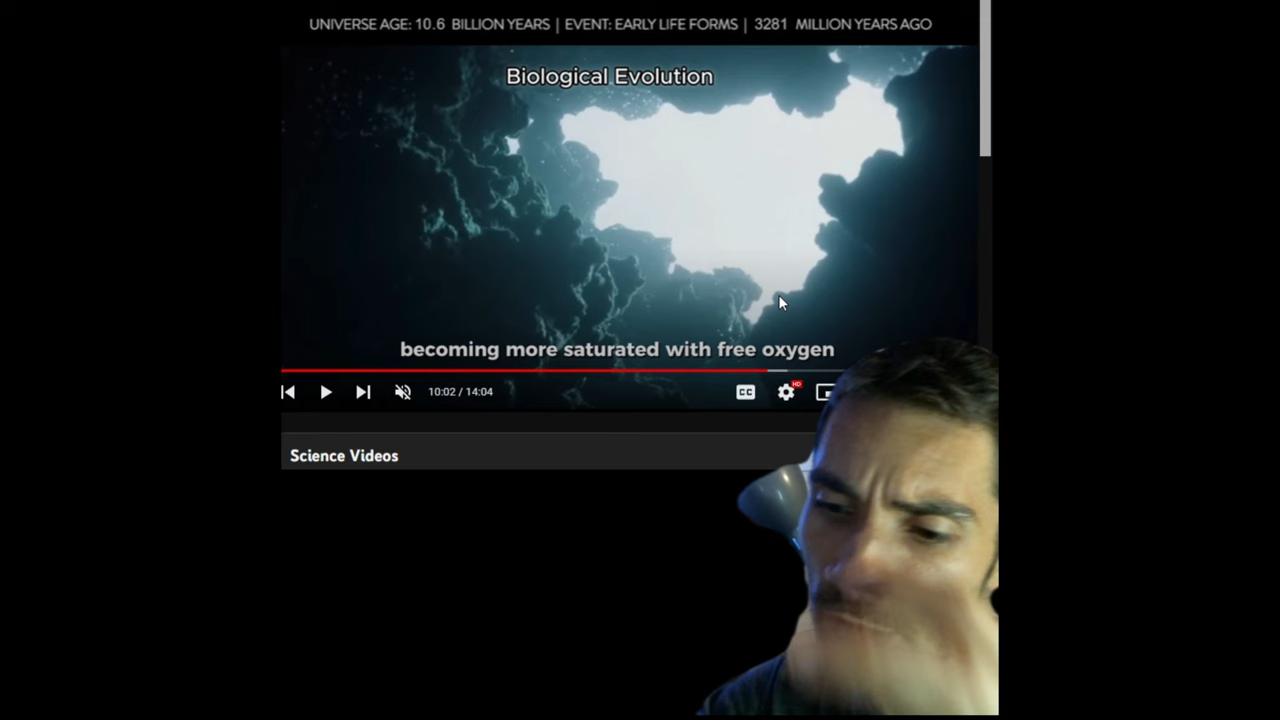 UNIVERSE AGE: 10.6 BILLION YEARS | EVENT: EARLY LIFE FORMS | 3281 MILLION YEARS AGO
Biological Evolution
becoming more saturated with free oxygen
10:02 / 14:04
CC
HD
Science Videos